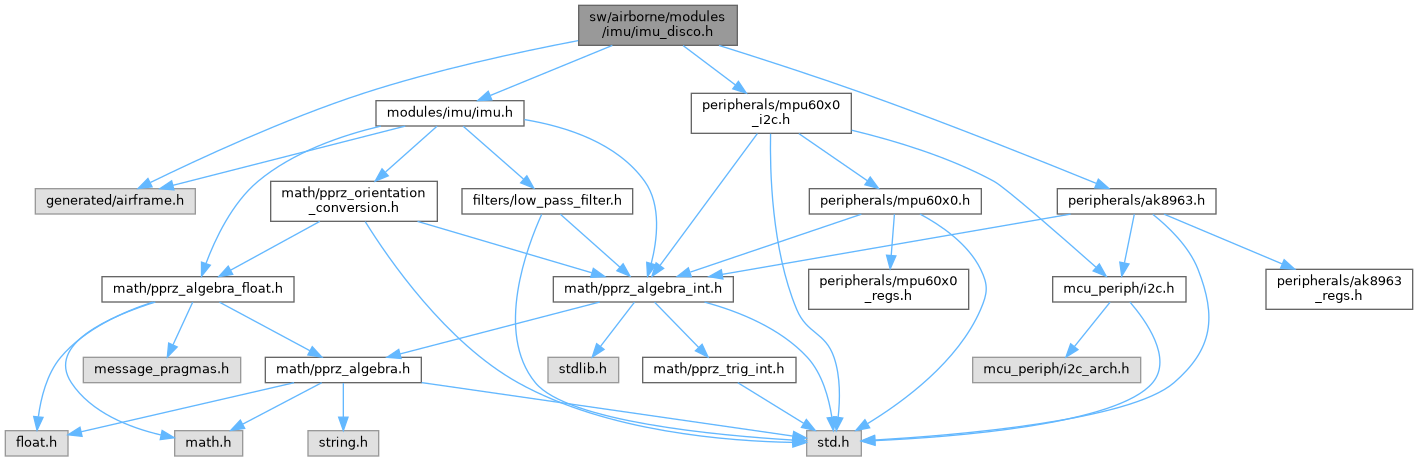 sw/airborne/modules
/imu/imu_disco.h
modules/imu/imu.h
peripherals/mpu60x0
_i2c.h
generated/airframe.h
math/pprz_orientation
_conversion.h
filters/low_pass_filter.h
peripherals/mpu60x0.h
peripherals/ak8963.h
math/pprz_algebra_float.h
math/pprz_algebra_int.h
peripherals/mpu60x0
_regs.h
mcu_periph/i2c.h
peripherals/ak8963
_regs.h
message_pragmas.h
math/pprz_algebra.h
stdlib.h
math/pprz_trig_int.h
mcu_periph/i2c_arch.h
float.h
math.h
string.h
std.h